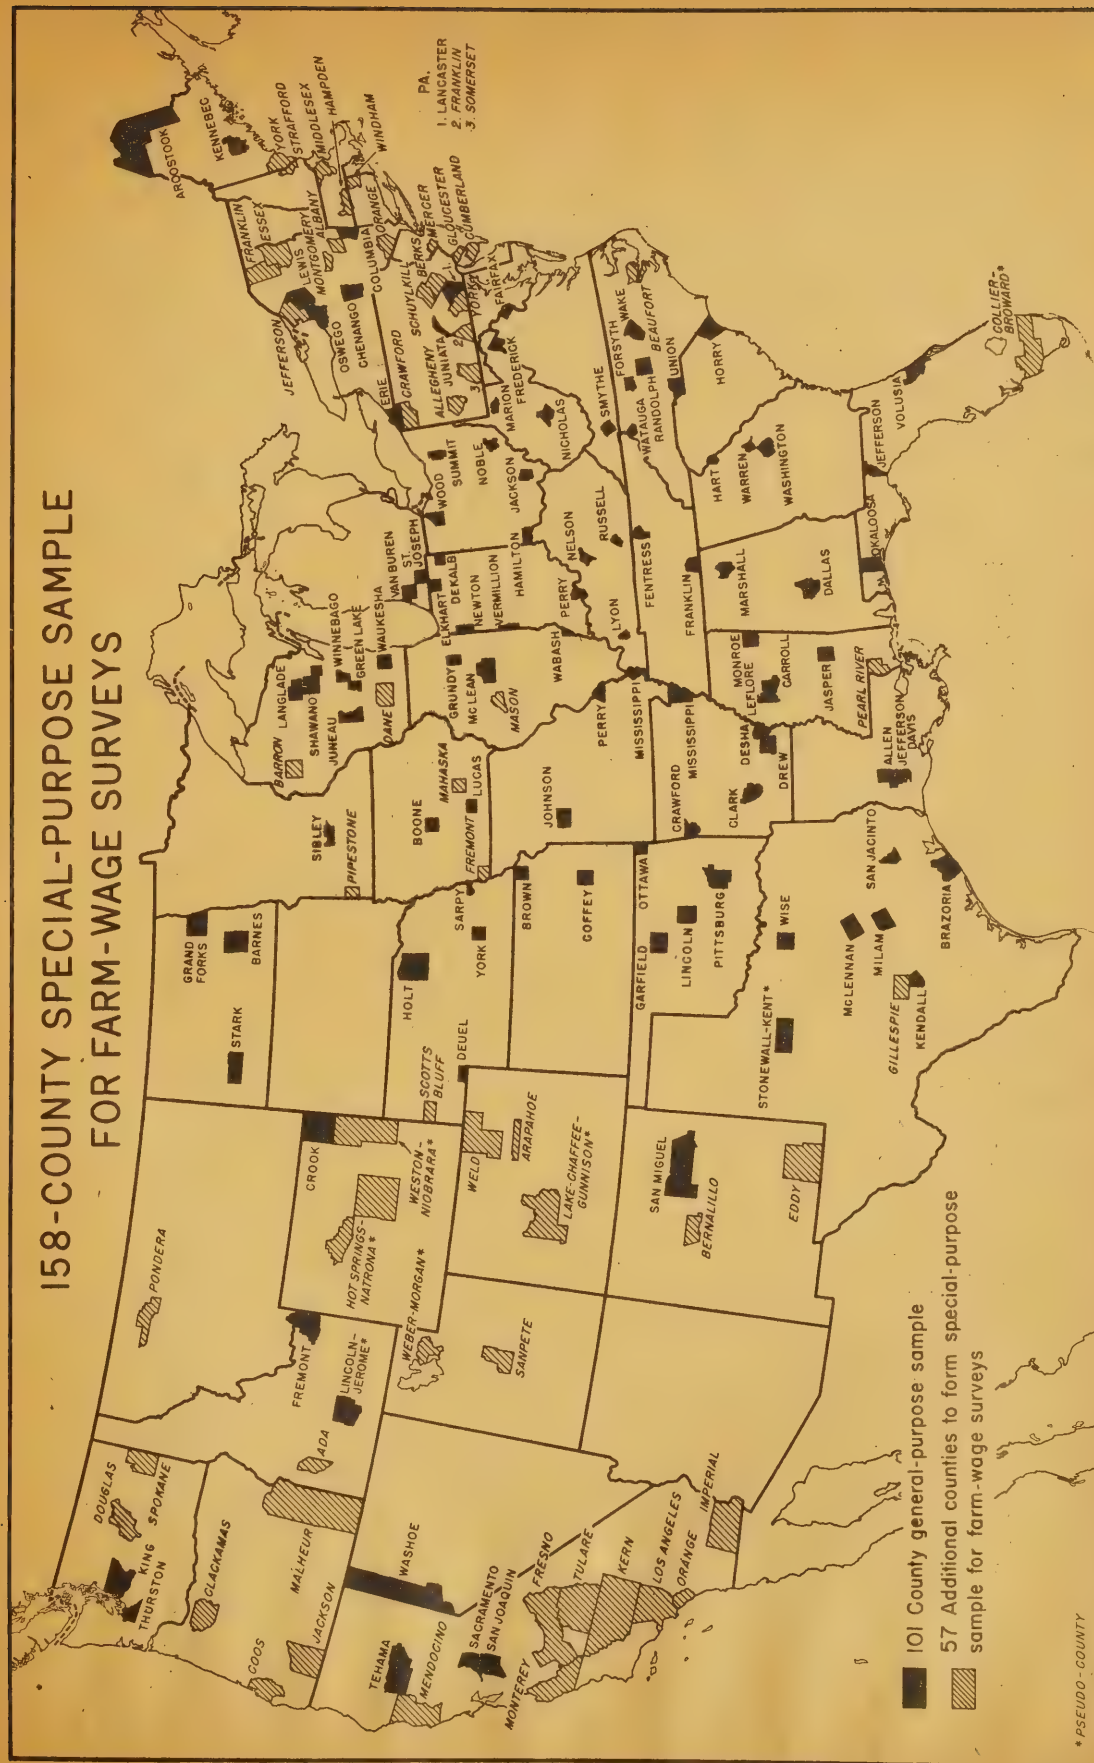 158-COUNTY SPECIAL-PURPOSE SAMPLE
FOR FARM-WAGE SURVEYS
DOUGLAS
SPOKANE
KING
THURSTON
CLACKAMAS
MALHEUR
COOS
JACKSON
PONDERA
FREMONT
LINCOLN-
JEROME*
ADA
WASHOE
TEHAMA
MENDOCINO
SACRAMENTO
SAN JOAQUIN
MONTEREY
FRESNO
TULARE
KERN
LOS ANGELES
ORANGE
IMPERIAL
CROOK
WESTON-
NIOBRARA*
HOT SPRINGS-
NATRONA*
WEBER-MORGAN*
SANPETE
WELD
ARAPAHOE
LAKE-CHAFFEE-
GUNNISON*
SAN MIGUEL
BERNALILLO
EDDY
GRAND
FORKS
BARNES
STARK
HOLT
SCOTTS
BLUFF
DEUEL
YORK
SARPY
BROWN
COFFEY
OTTAWA
GARFIELD
LINCOLN
PITTSBURG
STONEWALL-KENT*
WISE
MCLENNAN
MILAM
SAN JACINTO
BRAZORIA
GILLESPIE
KENDALL
SIBLEY
PIPESTONE
BOONE
MAHASKA
LUCAS
FREMONT
JOHNSON
PERRY
MISSISSIPPI
CRAWFORD
MISSISSIPPI
CLARK
DESHA
DREW
ALLEN
JEFFERSON
DAVIS
BARRON
LANGLADE
SHAWANO
JUNEAU
WINNEBAGO
GREEN LAKE
WAUKESHA
DANE
GRUNDY
MCLEAN
MASON
WABASH
VAN BUREN
ST.
JOSEPH
ELKHART
DEKALB
NEWTON
VERMILLION
PERRY
WOOD
SUMMIT
NOBLE
JACKSON
HAMILTON
NELSON
RUSSELL
LYON
FENTRESS
FRANKLIN
MONROE
LEFLORE
CARROLL
JASPER
PEARL RIVER
MARSHALL
DALLAS
HART
WARREN
WASHINGTON
OKALOOSA
JEFFERSON
VOLUSIA
COLLIER-
BROWARD*
HORRY
UNION
WATAUGA
RANDOLPH
FORSYTH
WAKE
BEAUFORT
SMYTHE
FAIRFAX
NICHOLAS
MARION
FREDERICK
ERIE
CRAWFORD
ALLEGHENY
JUNIATA
SCHUYLKILL
BERKS
YORK
1.
2
3
MERCER
GLOUCESTER
CUMBERLAND
JEFFERSON
OSWEGO
CHENANGO
LEWIS
MONTGOMERY
ALBANY
COLUMBIA
ORANGE
FRANKLIN
ESSEX
AROOSTOOK
KENNEBEC
YORK
STRAFFORD
MIDDLESEX
HAMPDEN
WINDHAM
PA.
1. LANCASTER
2. FRANKLIN
3. SOMERSET
101 County general-purpose sample
57 Additional counties to form special-purpose
sample for farm-wage surveys
* PSEUDO-COUNTY